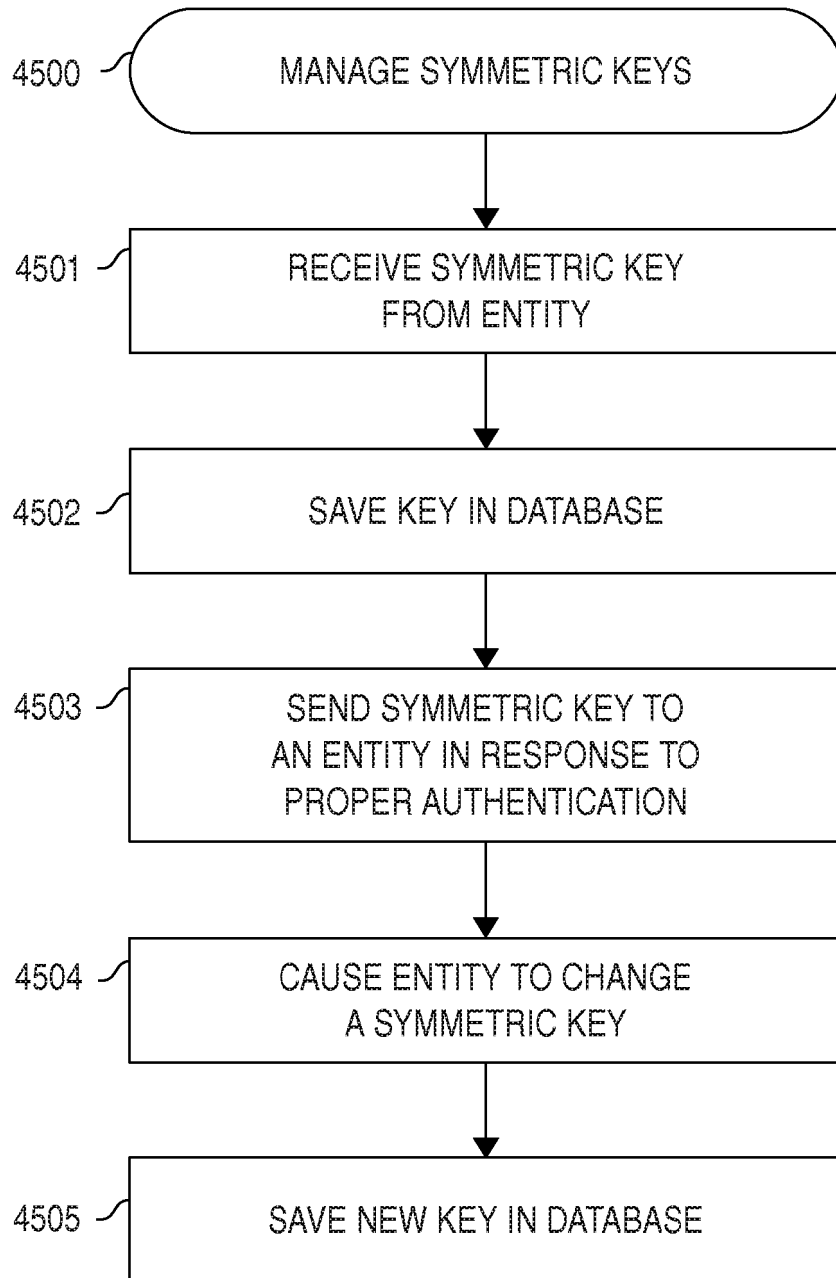 4500
MANAGE SYMMETRIC KEYS
4501
RECEIVE SYMMETRIC KEY
FROM ENTITY
4502
SAVE KEY IN DATABASE
4503
SEND SYMMETRIC KEY TO
AN ENTITY IN RESPONSE TO
PROPER AUTHENTICATION
4504
CAUSE ENTITY TO CHANGE
A SYMMETRIC KEY
4505
SAVE NEW KEY IN DATABASE